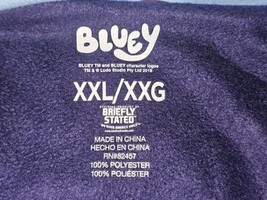 BLUEY
BLUEY TM and BLUEY character logos
TM & © Ludo Studio Pty Ltd 2018
XXL/XXG
BRIEFLY
STATED
MADE IN CHINA
HECHO EN CHINA
RN#82457
100% POLYESTER
100% POLIÉSTER